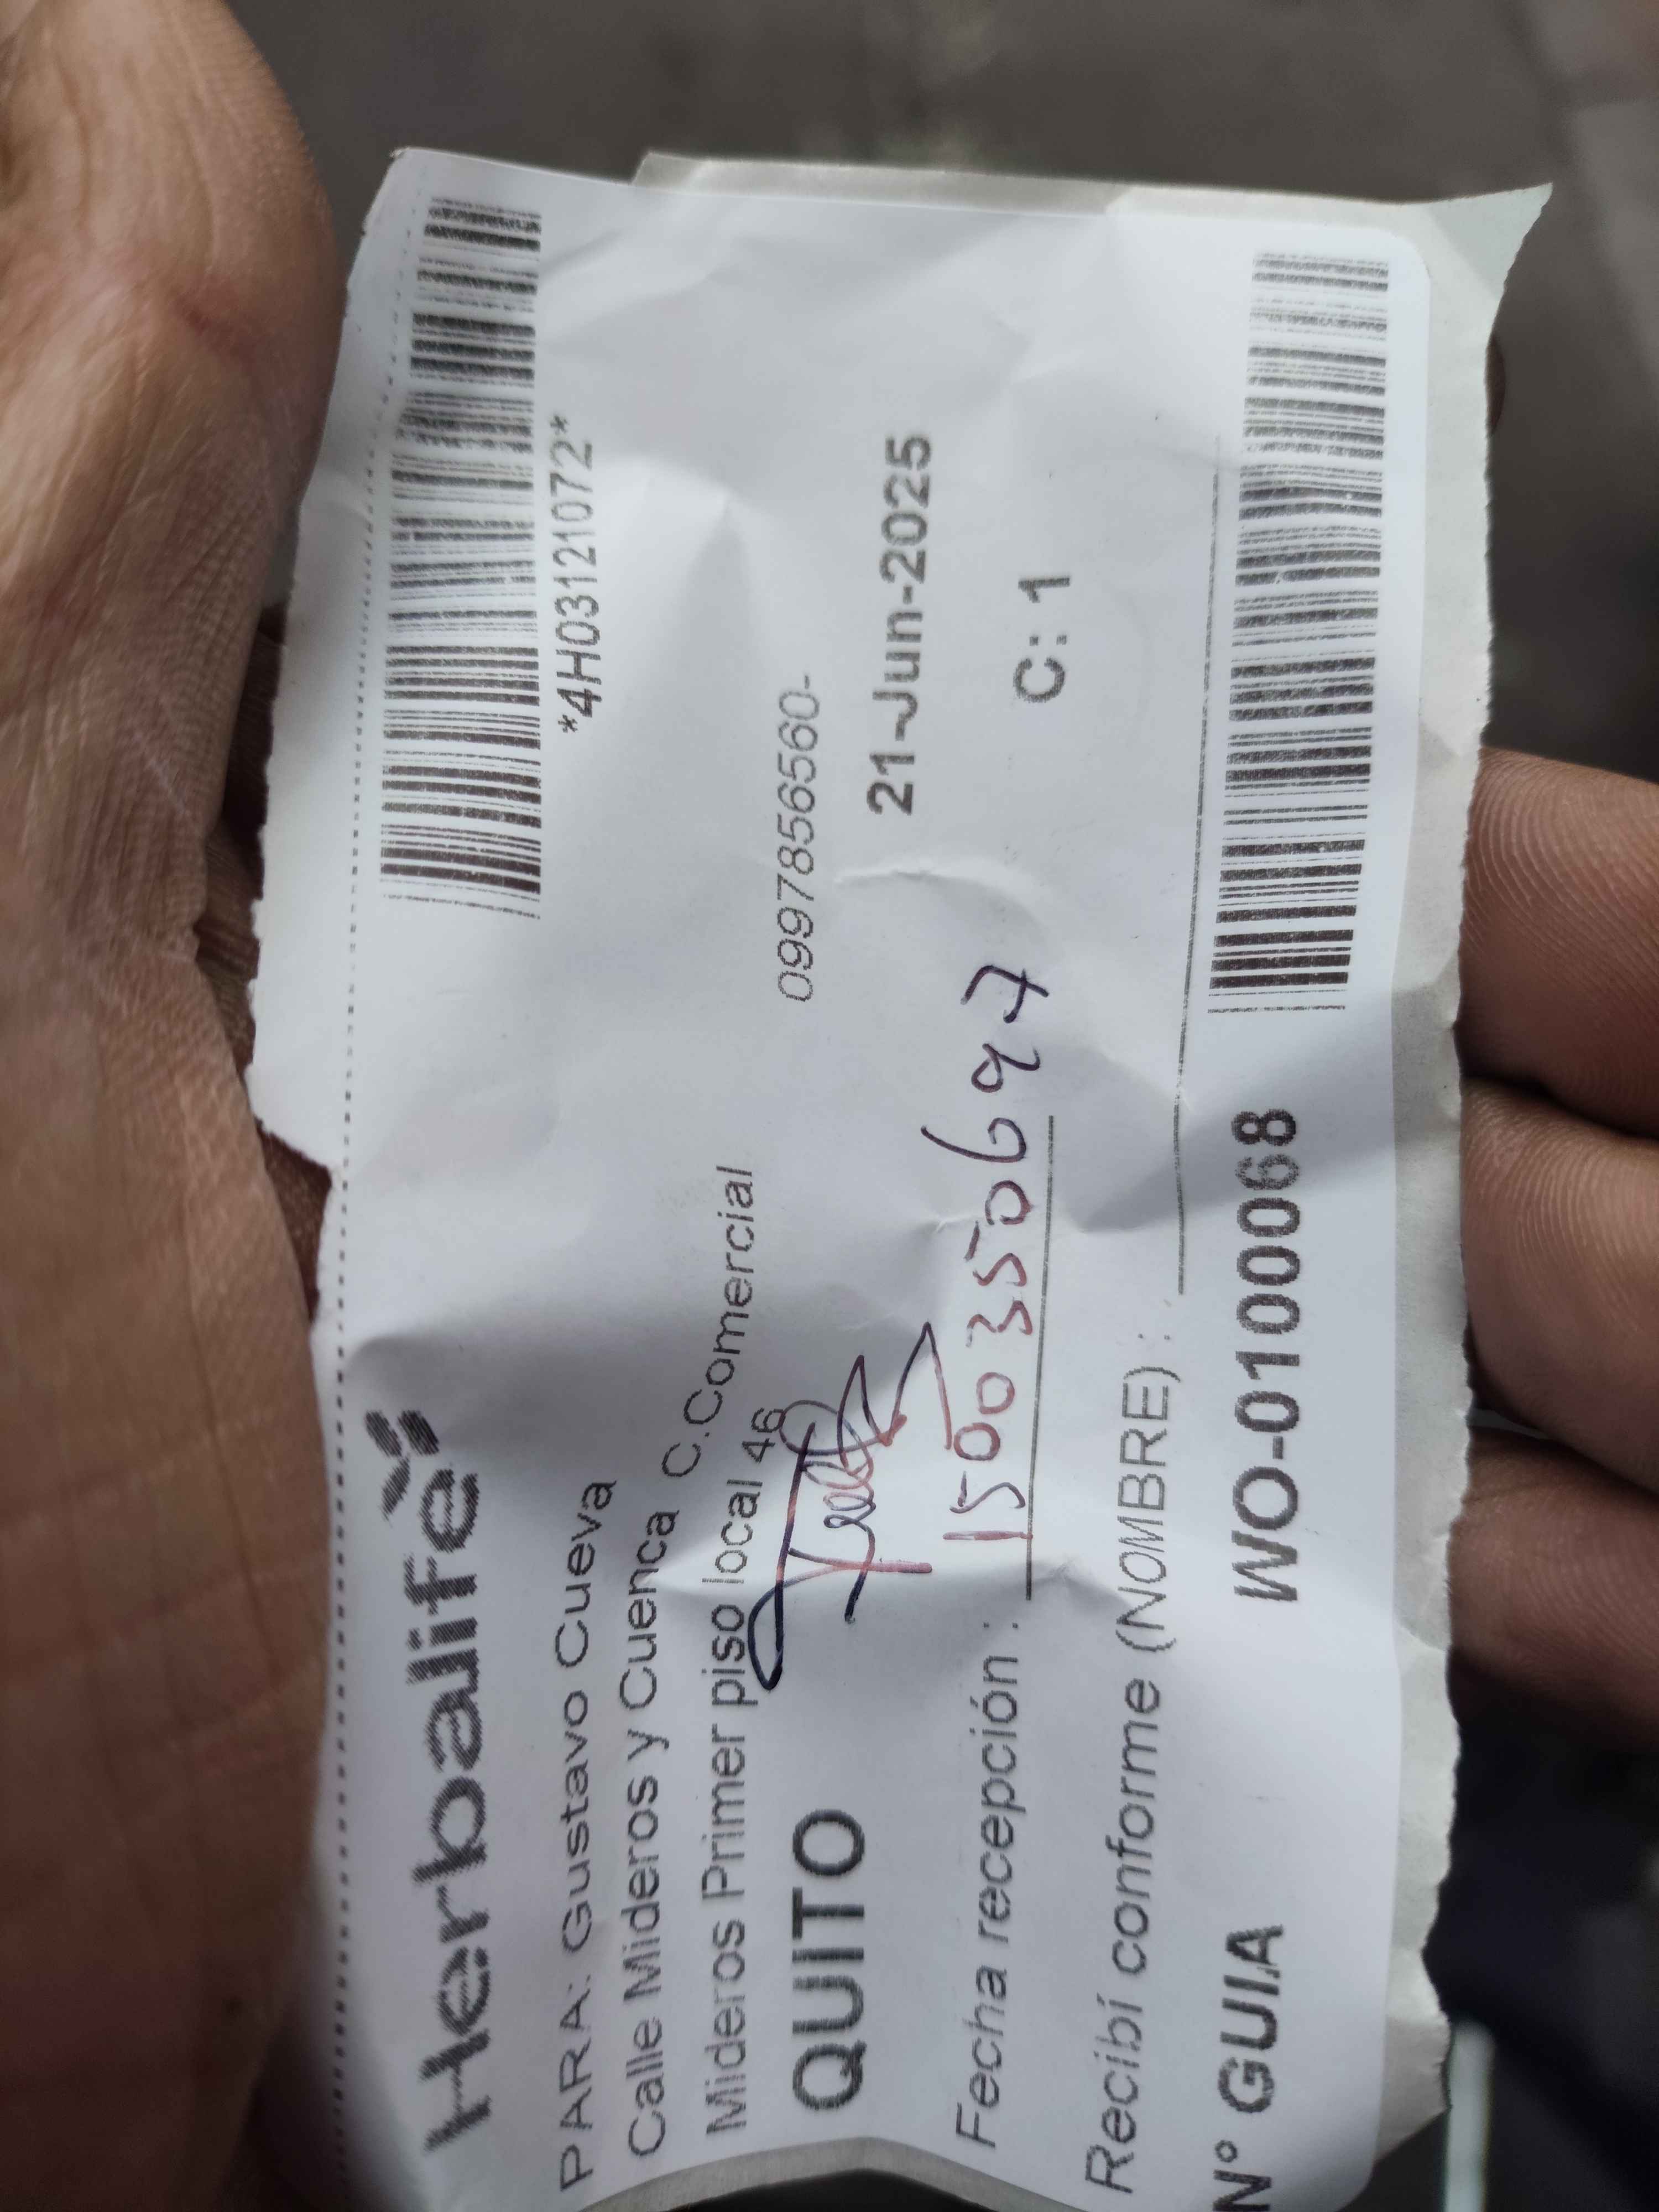 Herbalife
*4H03121072*
PARA: Gustavo Cueva
Calle Mideros y Cuenca C.Comercial
Mideros Primer piso local 46
0997856560-
QUITO
21-Jun-2025
1500350697
Fecha recepción :
C: 1
Recibí conforme (NOMBRE) :
N° GUIA WO-0100068